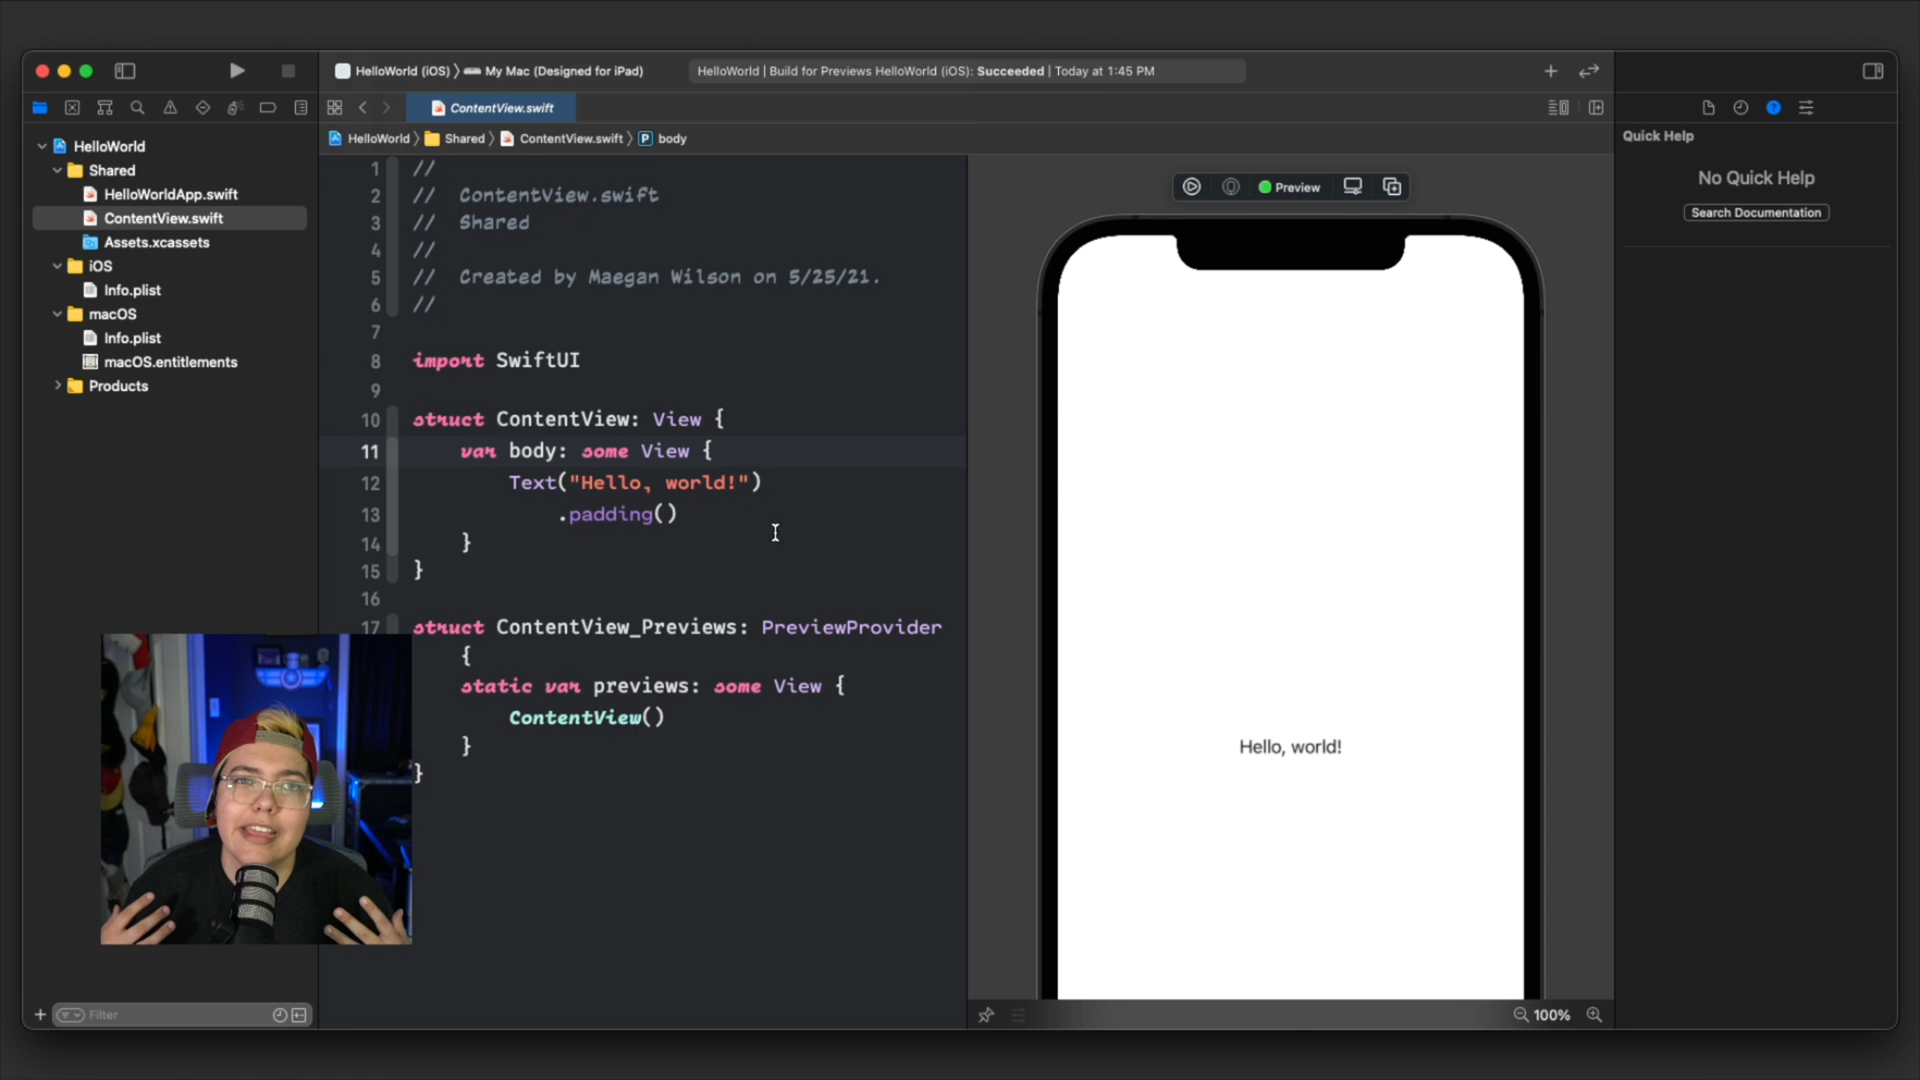 HelloWorld (iOS) 〉 My Mac (Designed for iPad)
HelloWorld | Build for Previews HelloWorld (iOS): Succeeded | Today at 1:45 PM
ContentView.swift
HelloWorld 〉 Shared 〉 ContentView.swift 〉 P body
HelloWorld
Shared
HelloWorldApp.swift
ContentView.swift
Assets.xcassets
iOS
Info.plist
macOS
Info.plist
macOS.entitlements
Products
Filter
1 //
2 // ContentView.swift
3 // Shared
4 //
5 // Created by Maegan Wilson on 5/25/21.
6 //
7
8 import SwiftUI
9
10 struct ContentView: View {
11 var body: some View {
12 Text("Hello, world!")
13 .padding()
14 }
15 }
16
17 struct ContentView_Previews: PreviewProvider
{
static var previews: some View {
ContentView()
}
}
Preview
Hello, world!
100%
Quick Help
No Quick Help
Search Documentation